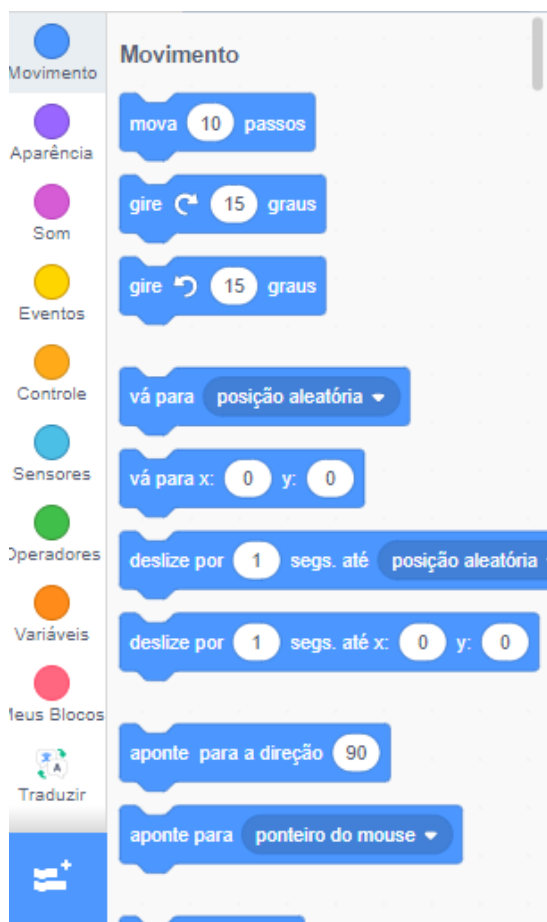 Movimento
Aparência
Som
Eventos
Controle
Sensores
Operadores
Variáveis
Meus Blocos
Traduzir
Movimento
mova 10 passos
gire 15 graus
gire 15 graus
vá para posição aleatória
vá para x: 0 y: 0
deslize por 1 segs. até posição aleatória
deslize por 1 segs. até x: 0 y: 0
aponte para a direção 90
aponte para ponteiro do mouse